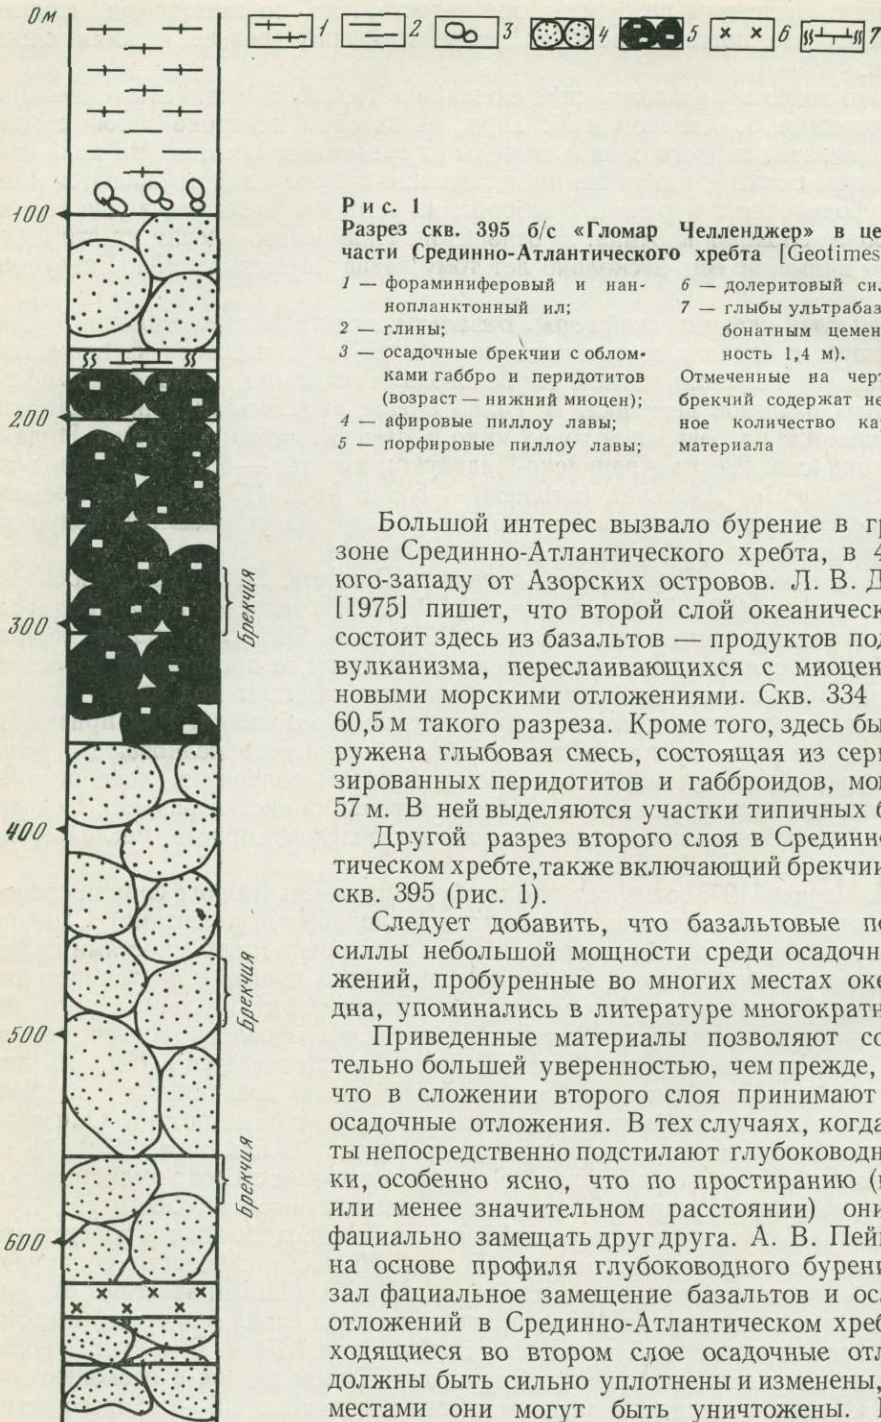 0м
1 2 3 4 5 6 7
100
200
300
400
500
600
Брекчия
Брекчия
Брекчия
Рис. 1
Разрез скв. 395 б/с «Гломар Челленджер» в це
части Срединно-Атлантического хребта [Geotimes
1 — фораминиферовый и нан-
нопланктонный ил;
2 — глины;
3 — осадочные брекчии с облом-
ками габбро и перидотитов
(возраст — нижний миоцен);
4 — афировые пиллоу лавы;
5 — порфировые пиллоу лавы;
6 — долеритовый сил
7 — глыбы ультрабаз
бонатным цемен
ность 1,4 м).
Отмеченные на черт
брекчий содержат не
ное количество ка
материала
Большой интерес вызвало бурение в гр
зоне Срединно-Атлантического хребта, в 4
юго-западу от Азорских островов. Л. В. Д
[1975] пишет, что второй слой океаническ
состоит здесь из базальтов — продуктов под
вулканизма, переслаивающихся с миоцен
новыми морскими отложениями. Скв. 334
60,5 м такого разреза. Кроме того, здесь бы
ружена глыбовая смесь, состоящая из серп
зированных перидотитов и габброидов, мощ
57 м. В ней выделяются участки типичных б
Другой разрез второго слоя в Срединно
тическом хребте, также включающий брекчии
скв. 395 (рис. 1).
Следует добавить, что базальтовые по
силлы небольшой мощности среди осадочн
жений, пробуренные во многих местах оке
дна, упоминались в литературе многократн
Приведенные материалы позволяют со
тельно большей уверенностью, чем прежде,
что в сложении второго слоя принимают
осадочные отложения. В тех случаях, когда
ты непосредственно подстилают глубоководн
ки, особенно ясно, что по простиранию (
или менее значительном расстоянии) они
фациально замещать друг друга. А. В. Пей
на основе профиля глубоководного бурени
зал фациальное замещение базальтов и оса
отложений в Срединно-Атлантическом хреб
ходящиеся во втором слое осадочные отл
должны быть сильно уплотнены и изменены,
местами они могут быть уничтожены.